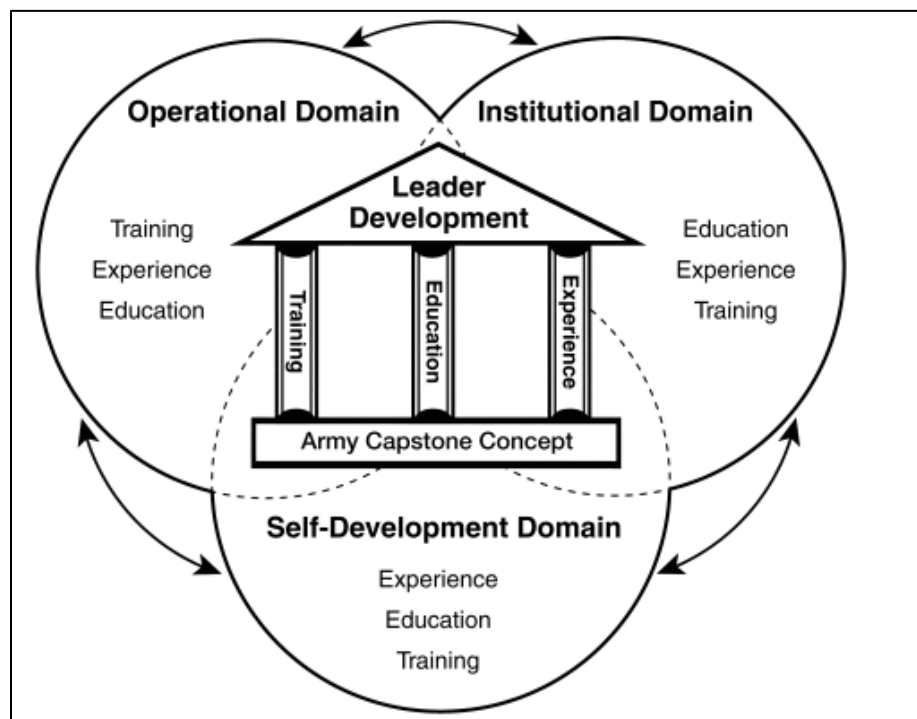 Operational Domain
Institutional Domain
Leader
Development
Training
Experience
Education
Education
Experience
Training
Training
Education
Experience
Army Capstone Concept
Self-Development Domain
Experience
Education
Training